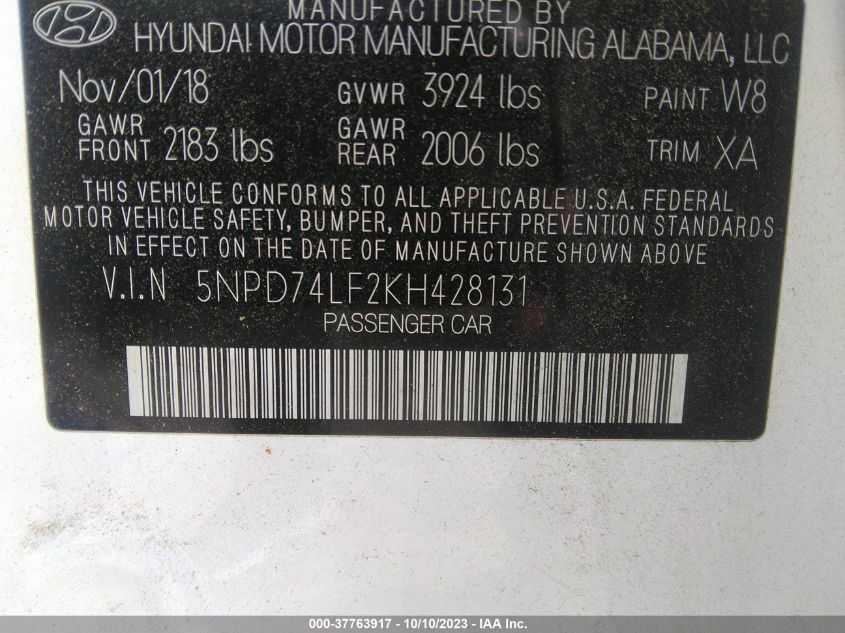 MANUFACTURED BY
HYUNDAI MOTOR MANUFACTURING ALABAMA, LLC
Nov/01/18 GVWR 3924 lbs PAINT W8
GAWR FRONT 2183 lbs GAWR REAR 2006 lbs TRIM XA
THIS VEHICLE CONFORMS TO ALL APPLICABLE U.S.A. FEDERAL
MOTOR VEHICLE SAFETY, BUMPER, AND THEFT PREVENTION STANDARDS
IN EFFECT ON THE DATE OF MANUFACTURE SHOWN ABOVE
V.I.N 5NPD74LF2KH428131
PASSENGER CAR
000-37763917 - 10/10/2023 - IAA Inc.